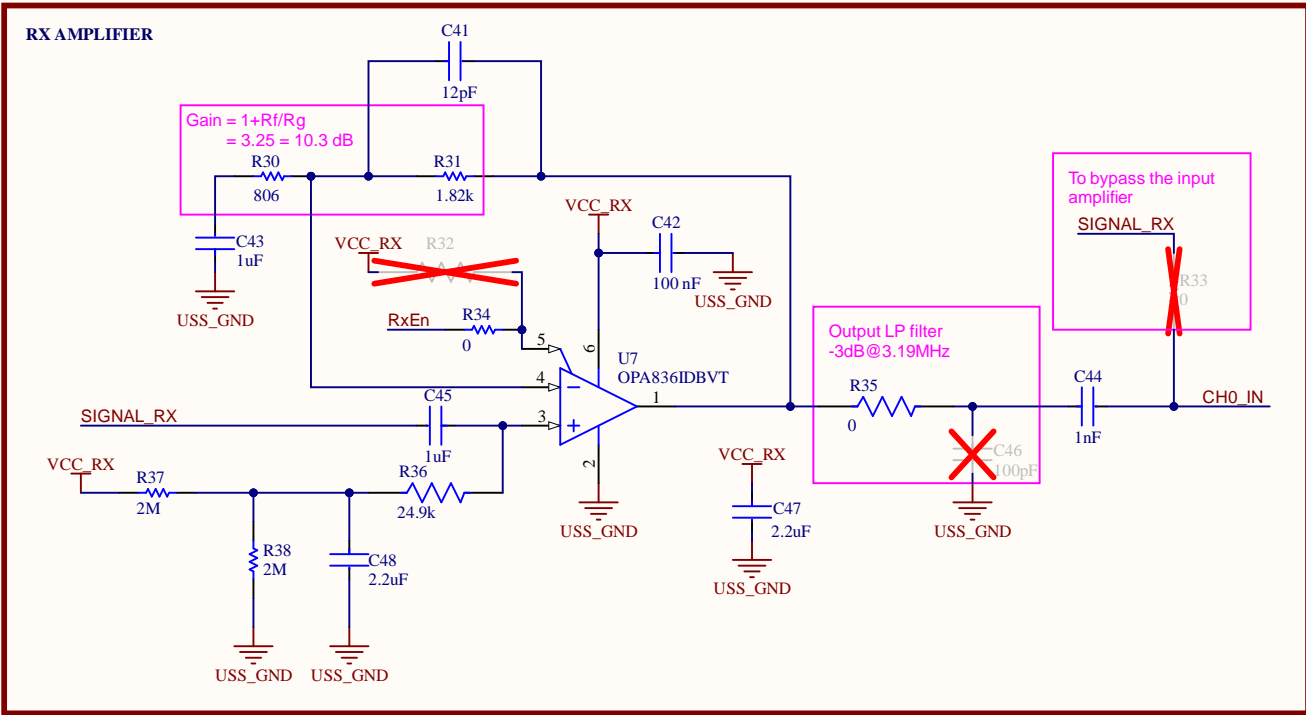 RX AMPLIFIER
C41
12pF
Gain = 1+Rf/Rg
= 3.25 = 10.3 dB
R30
806
R31
1.82k
To bypass the input
amplifier
SIGNAL_RX
R33
0
C43
1uF
USS_GND
VCC_RX
R32
VCC_RX
C42
100 nF
USS_GND
RxEn
R34
0
5
6
4
3
2
1
U7
OPA836IDBVT
Output LP filter
-3dB@3.19MHz
R35
0
C44
1nF
CH0_IN
SIGNAL_RX
C45
1uF
C46
100pF
USS_GND
VCC_RX
R37
2M
R36
24.9k
USS_GND
VCC_RX
C47
2.2uF
USS_GND
R38
2M
C48
2.2uF
USS_GND
USS_GND